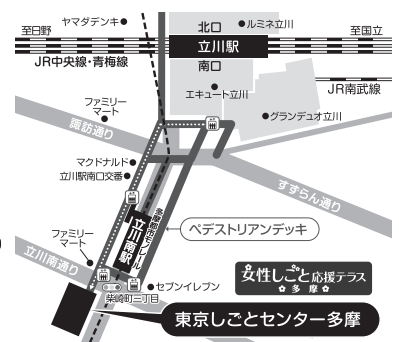 ヤマダデンキ
北口
ルミネ立川
至日野
立川駅
至国立
JR中央線・青梅線
南口
JR南武線
エキュート立川
ファミリー
マート
グランデュオ立川
諏訪通り
マクドナルド
立川駅南口交番
すずらん通り
多摩都市モノレール
立川南駅
ペデストリアンデッキ
ファミリー
マート
立川南通り
セブンイレブン
柴崎町三丁目
女性しごと応援テラス
多摩
東京しごとセンター多摩